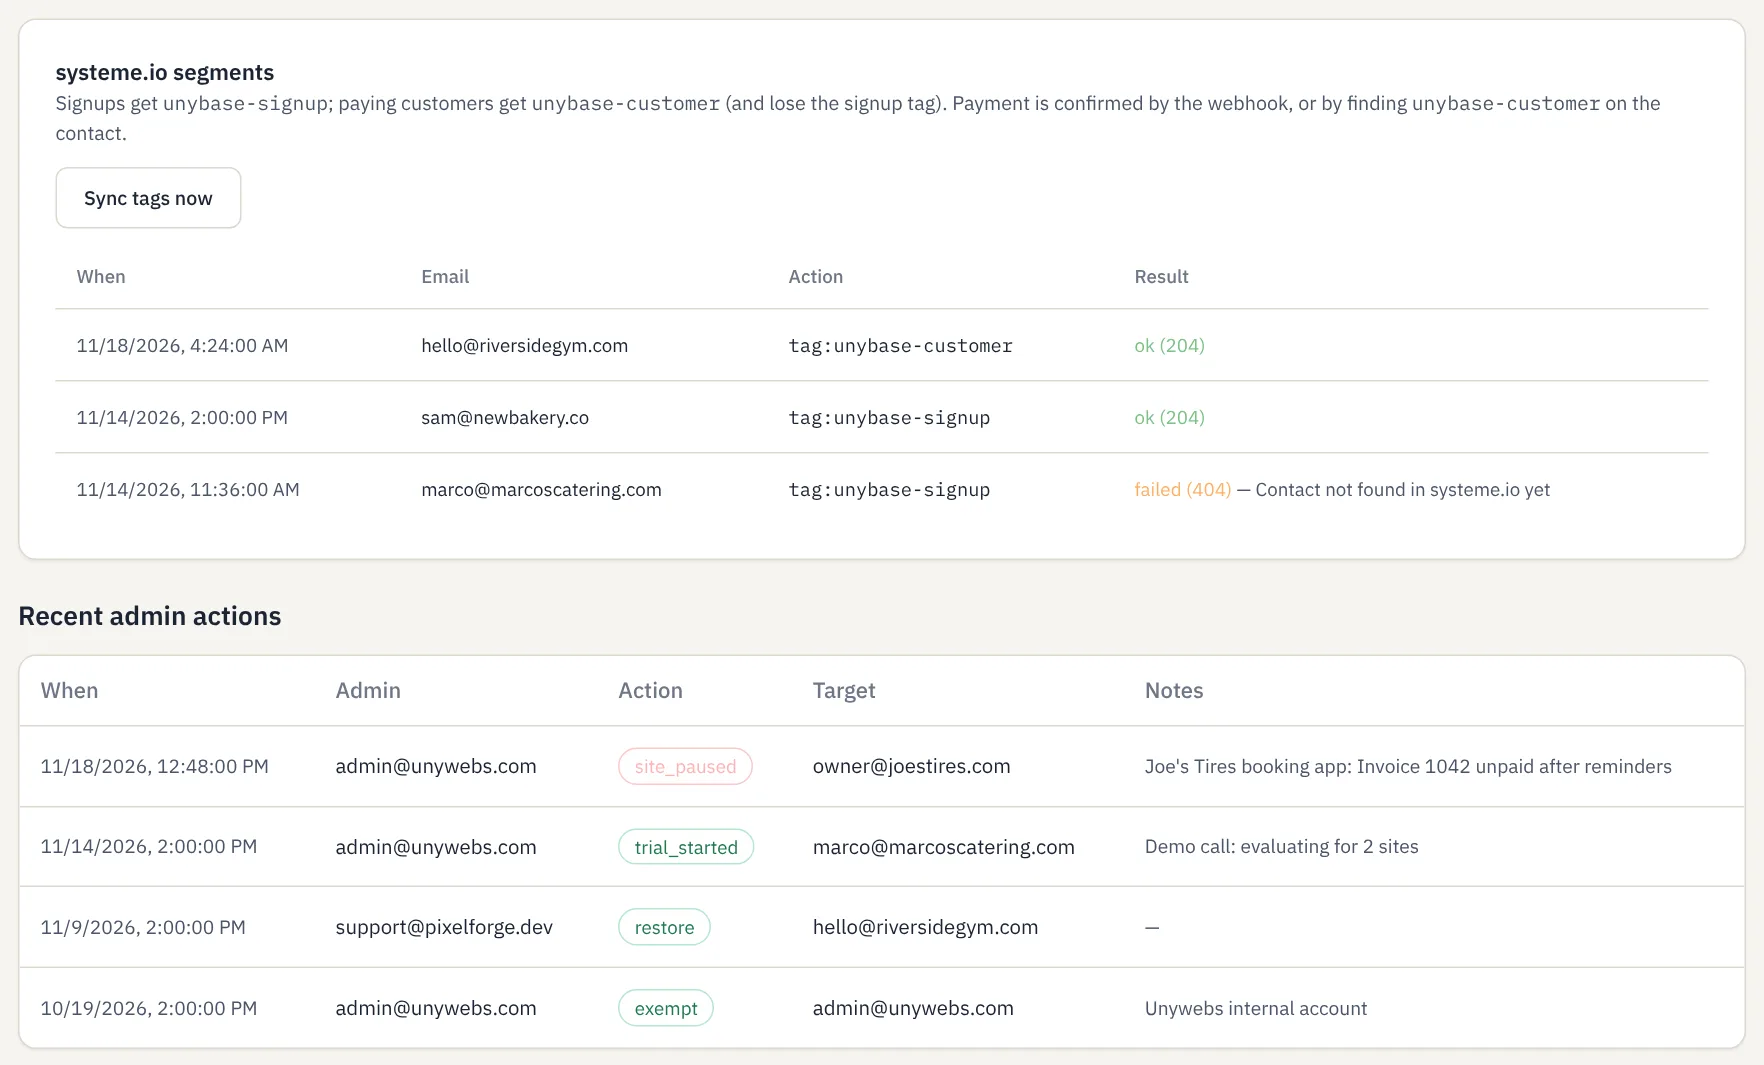 systeme.io segments
Signups get unybase-signup; paying customers get unybase-customer (and lose the signup tag). Payment is confirmed by the webhook, or by finding unybase-customer on the
contact.
Sync tags now
When Email Action Result
11/18/2026, 4:24:00 AM hello@riversidegym.com tag:unybase-customer ok (204)
11/14/2026, 2:00:00 PM sam@newbakery.co tag:unybase-signup ok (204)
11/14/2026, 11:36:00 AM marco@marcoscatering.com tag:unybase-signup failed (404) — Contact not found in systeme.io yet
Recent admin actions
When Admin Action Target Notes
11/18/2026, 12:48:00 PM admin@unywebs.com site_paused owner@joestires.com Joe's Tires booking app: Invoice 1042 unpaid after reminders
11/14/2026, 2:00:00 PM admin@unywebs.com trial_started marco@marcoscatering.com Demo call: evaluating for 2 sites
11/9/2026, 2:00:00 PM support@pixelforge.dev restore hello@riversidegym.com —
10/19/2026, 2:00:00 PM admin@unywebs.com exempt admin@unywebs.com Unywebs internal account